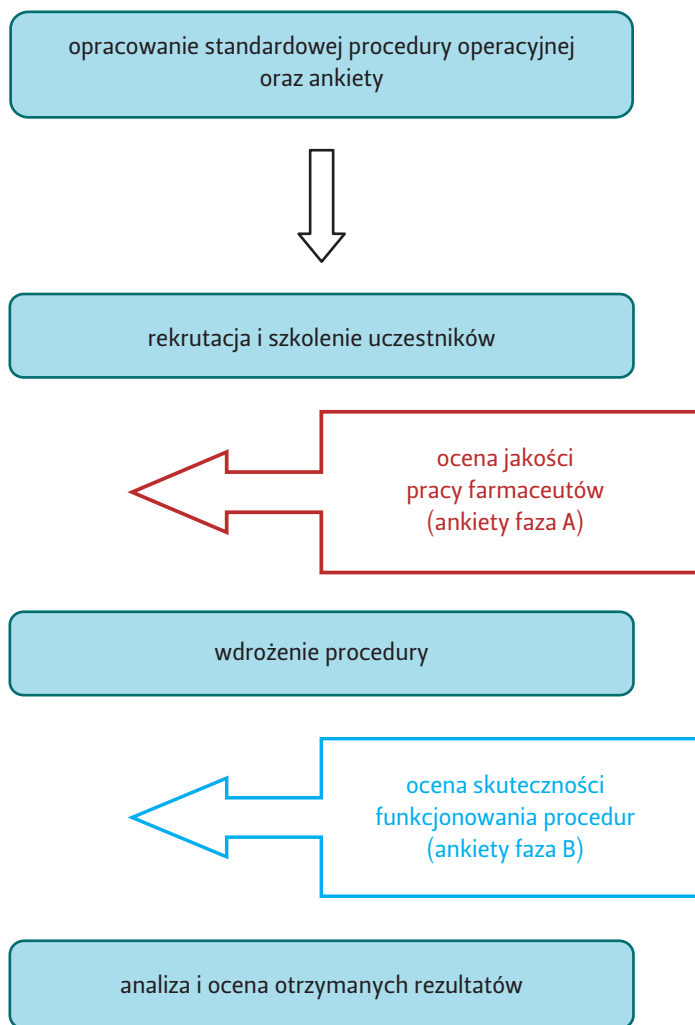 opracowanie standardowej procedury operacyjnej
oraz ankiety
rekrutacja i szkolenie uczestników
ocena jakości
pracy farmaceutów
(ankiety faza A)
wdrożenie procedury
ocena skuteczności
funkcjonowania procedur
(ankiety faza B)
analiza i ocena otrzymanych rezultatów